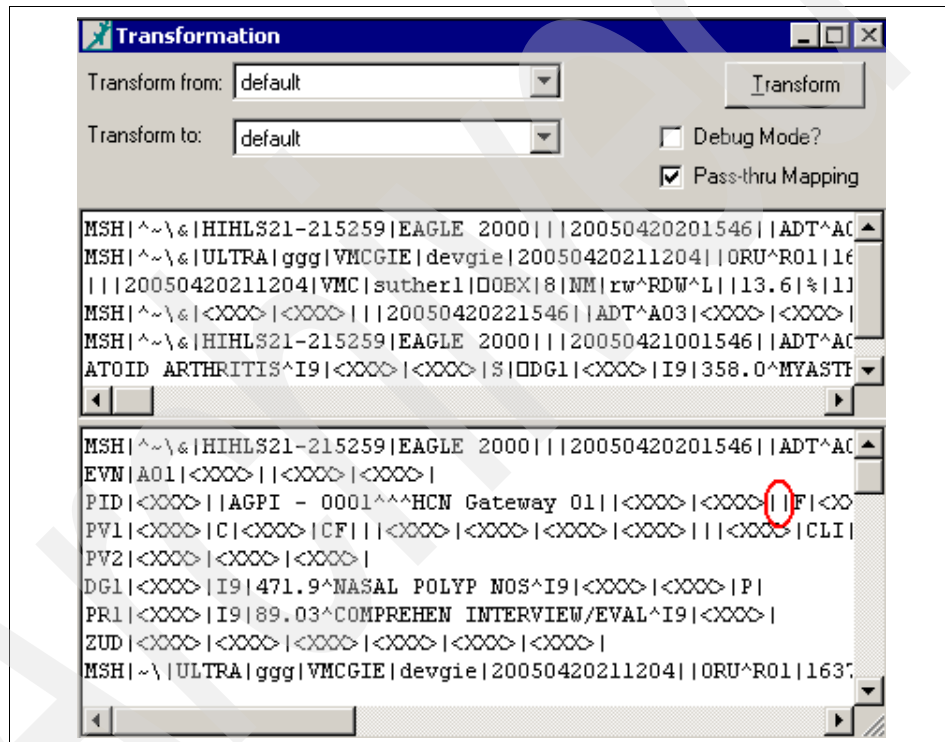 Transformation
Transform from: default Transform
Transform to: default Debug Mode?
Pass-thru Mapping
MSH|^~\&|HIHLS21-215259|EAGLE 2000|||20050420201546||ADT^A0
MSH|^~\&|ULTRA|ggg|VMCGIE|devgie|20050420211204||ORU^R01|16
|||20050420211204|VMC|sutherl|□OBX|8|NM|rw^RDW^L||13.6|%|11
MSH|^~\&|<XXX>|<XXX>|||200504202221546||ADT^A03|<XXX>|<XXX>|
MSH|^~\&|HIHLS21-215259|EAGLE 2000|||20050421001546||ADT^A0
ATOID ARTHRITIS^I9|<XXX>|<XXX>|S|□DG1|<XXX>|I9|358.0^MYASTH
MSH|^~\&|HIHLS21-215259|EAGLE 2000|||20050420201546||ADT^A0
EVN|A01|<XXX>||<XXX>|<XXX>|
PID|<XXX>||AGPI - 0001^^^HCN Gateway 01||<XXX>|<XXX>||F|<XX
PV1|<XXX>|C|<XXX>|CF|||<XXX>|<XXX>|<XXX>|<XXX>|||<XXX>|CLI|
PV2|<XXX>|<XXX>|<XXX>|
DG1|<XXX>|I9|471.9^NASAL POLYP NOS^I9|<XXX>|<XXX>|P|
PR1|<XXX>|I9|89.03^COMPREHEN INTERVIEW/EVAL^I9|<XXX>|
ZUD|<XXX>|<XXX>|<XXX>|<XXX>|<XXX>|<XXX>|
MSH|~\|ULTRA|ggg|VMCGIE|devgie|20050420211204||ORU^R01|1637